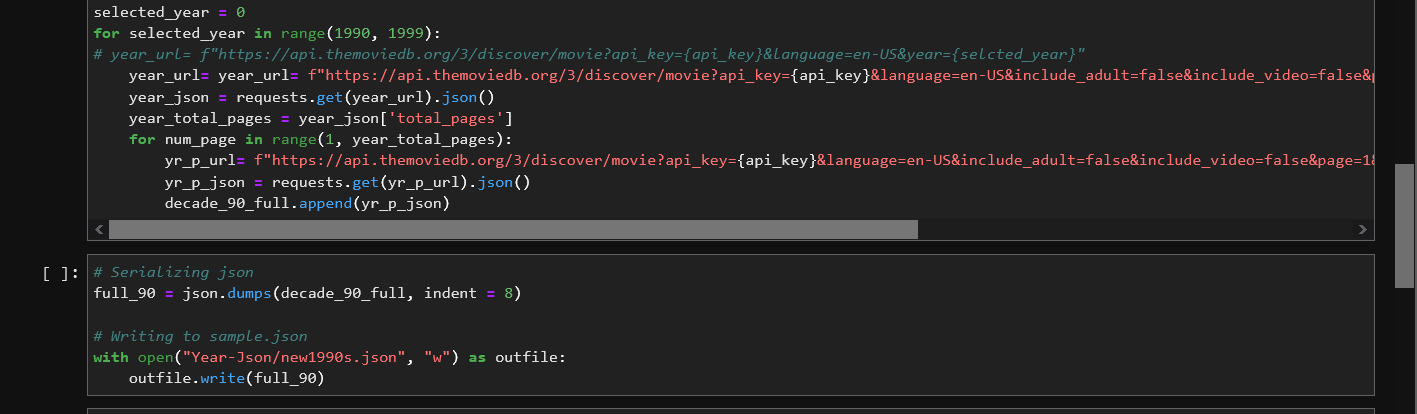 selected_year = 0
for selected_year in range(1990, 1999):
# year_url= f"https://api.themoviedb.org/3/discover/movie?api_key={api_key}&language=en-US&year={selcted_year}"
    year_url= year_url= f"https://api.themoviedb.org/3/discover/movie?api_key={api_key}&language=en-US&include_adult=false&include_video=false&
    year_json = requests.get(year_url).json()
    year_total_pages = year_json['total_pages']
    for num_page in range(1, year_total_pages):
        yr_p_url= f"https://api.themoviedb.org/3/discover/movie?api_key={api_key}&language=en-US&include_adult=false&include_video=false&page=1
        yr_p_json = requests.get(yr_p_url).json()
        decade_90_full.append(yr_p_json)
[ ]:
# Serializing json
full_90 = json.dumps(decade_90_full, indent = 8)
# Writing to sample.json
with open("Year-Json/new1990s.json", "w") as outfile:
    outfile.write(full_90)